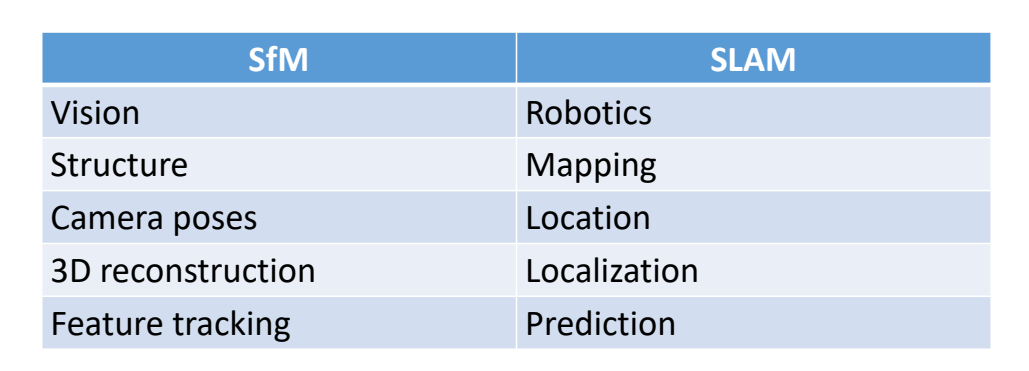 SfM SLAM
Vision Robotics
Structure Mapping
Camera poses Location
3D reconstruction Localization
Feature tracking Prediction